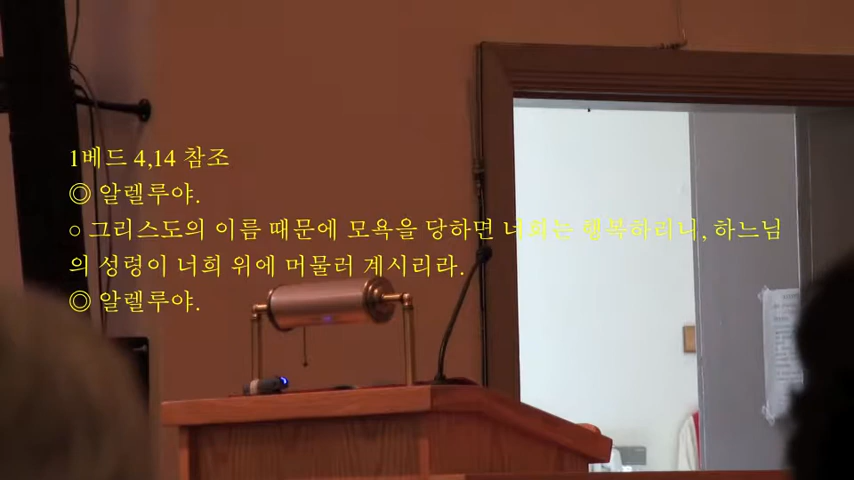 1베드 4,14 참조
◎ 알렐루야.
○ 그리스도의 이름 때문에 모욕을 당하면 너희는 행복하리니, 하느님
의 성령이 너희 위에 머물러 계시리라.
◎ 알렐루야.